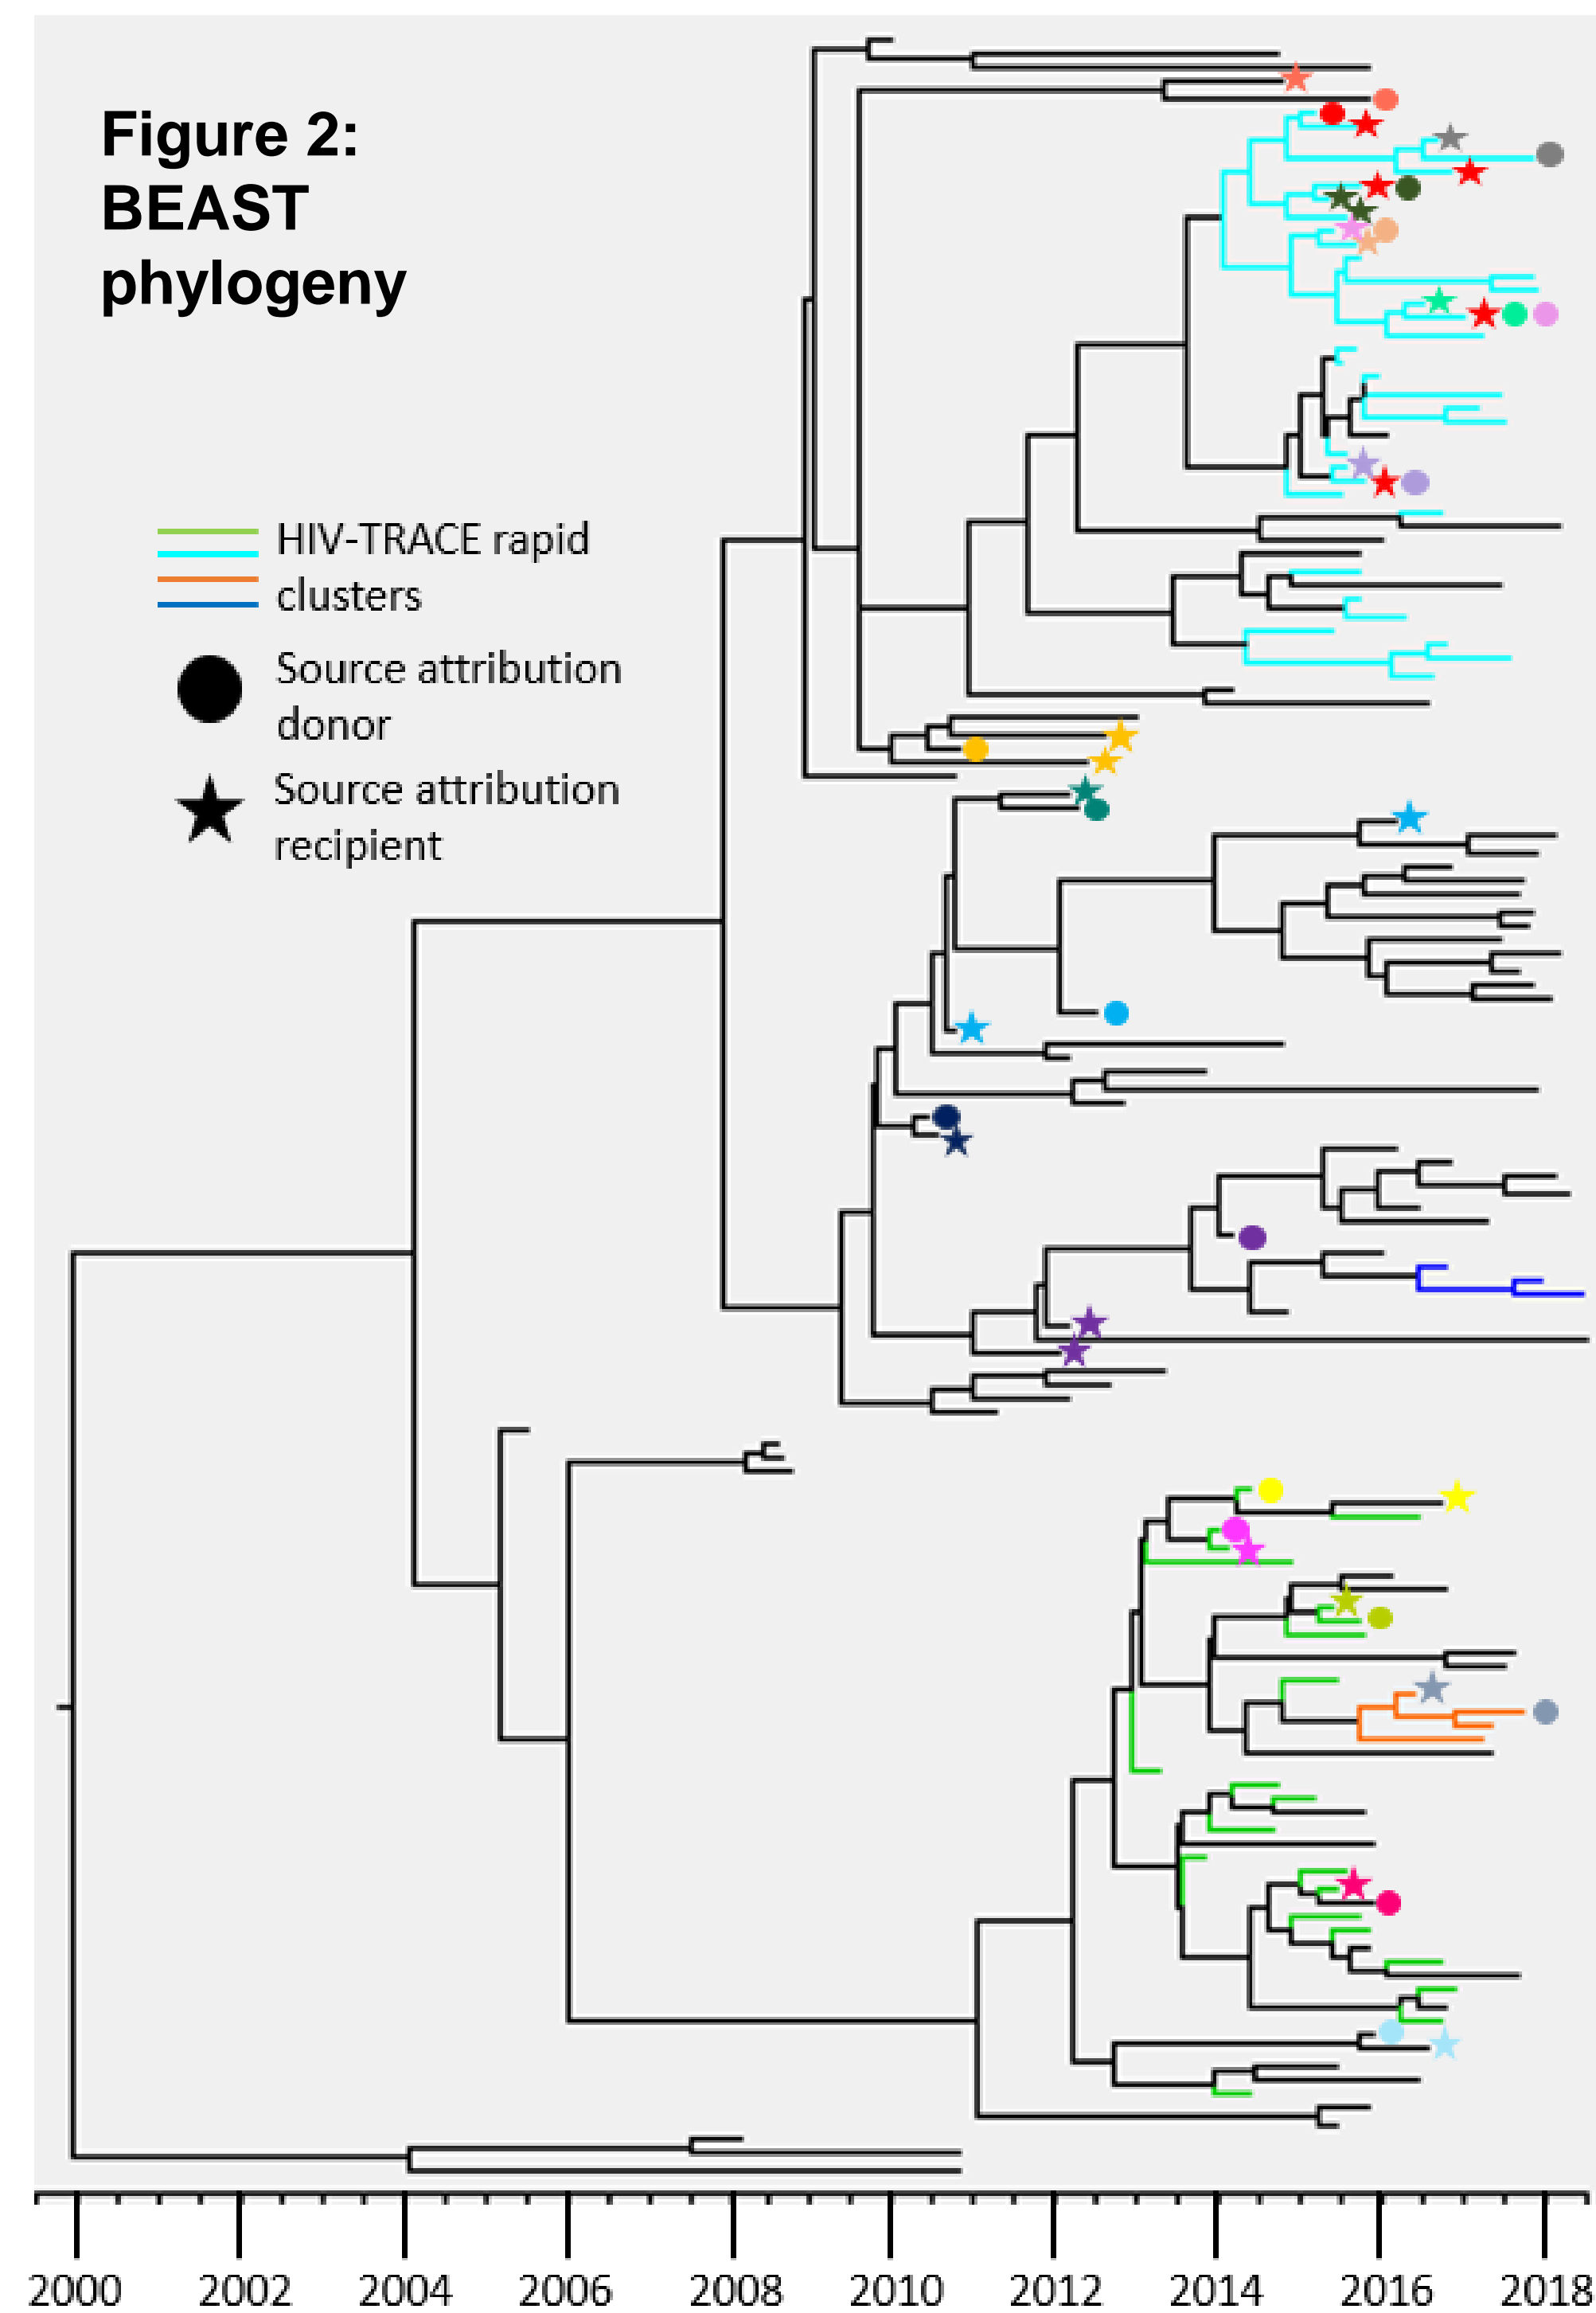 Figure 2:
BEAST
phylogeny
HIV-TRACE rapid
clusters
Source attribution
donor
Source attribution
recipient
2000 2002 2004 2006 2008 2010 2012 2014 2016 2018